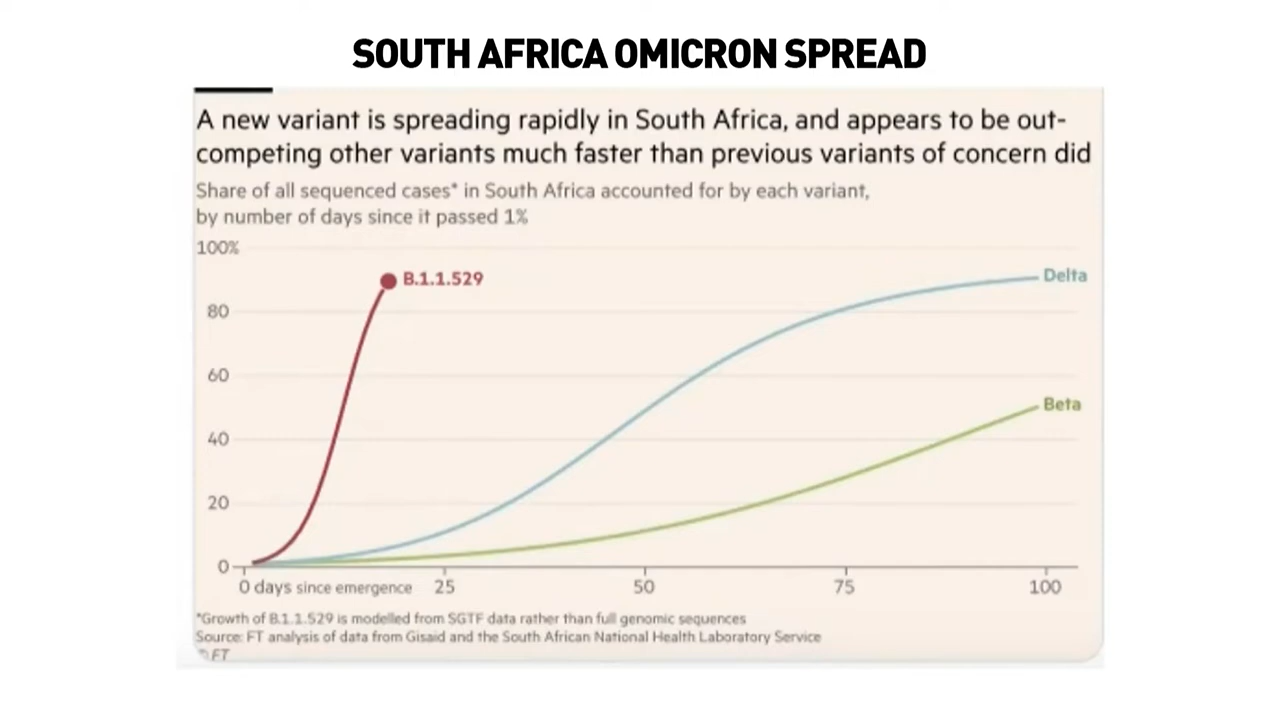 SOUTH AFRICA OMICRON SPREAD
A new variant is spreading rapidly in South Africa, and appears to be out-
competing other variants much faster than previous variants of concern did
Share of all sequenced cases* in South Africa accounted for by each variant,
by number of days since it passed 1%
100%
B.1.1.529
Delta
80
60
Beta
40
20
0
0 days since emergence 25 50 75 100
*Growth of B.1.1.529 is modelled from SGTF data rather than full genomic sequences
Source: FT analysis of data from Gisaid and the South African National Health Laboratory Service
© FT